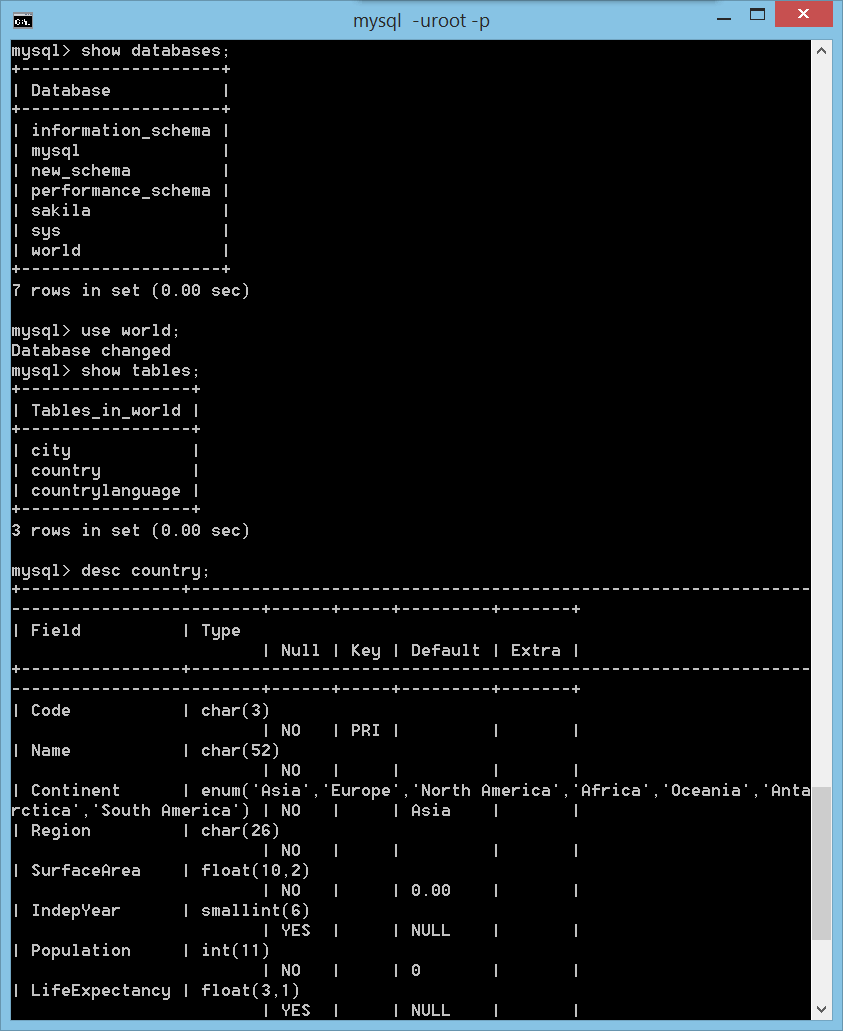 mysql  -uroot -p
mysql> show databases;
+--------------------+
| Database           |
+--------------------+
| information_schema |
| mysql              |
| new_schema         |
| performance_schema |
| sakila             |
| sys                |
| world              |
+--------------------+
7 rows in set (0.00 sec)

mysql> use world;
Database changed
mysql> show tables;
+-----------------+
| Tables_in_world |
+-----------------+
| city            |
| country         |
| countrylanguage |
+-----------------+
3 rows in set (0.00 sec)

mysql> desc country;
+----------------+--------------------------------------------------------------
-------------------------+------+-----+---------+-------+
| Field          | Type
                         | Null | Key | Default | Extra |
+----------------+--------------------------------------------------------------
-------------------------+------+-----+---------+-------+
| Code           | char(3)
                         | NO   | PRI |         |       |
| Name           | char(52)
                         | NO   |     |         |       |
| Continent      | enum('Asia','Europe','North America','Africa','Oceania','Anta
rctica','South America') | NO   |     | Asia    |       |
| Region         | char(26)
                         | NO   |     |         |       |
| SurfaceArea    | float(10,2)
                         | NO   |     | 0.00    |       |
| IndepYear      | smallint(6)
                         | YES  |     | NULL    |       |
| Population     | int(11)
                         | NO   |     | 0       |       |
| LifeExpectancy | float(3,1)
                         | YES  |     | NULL    |       |